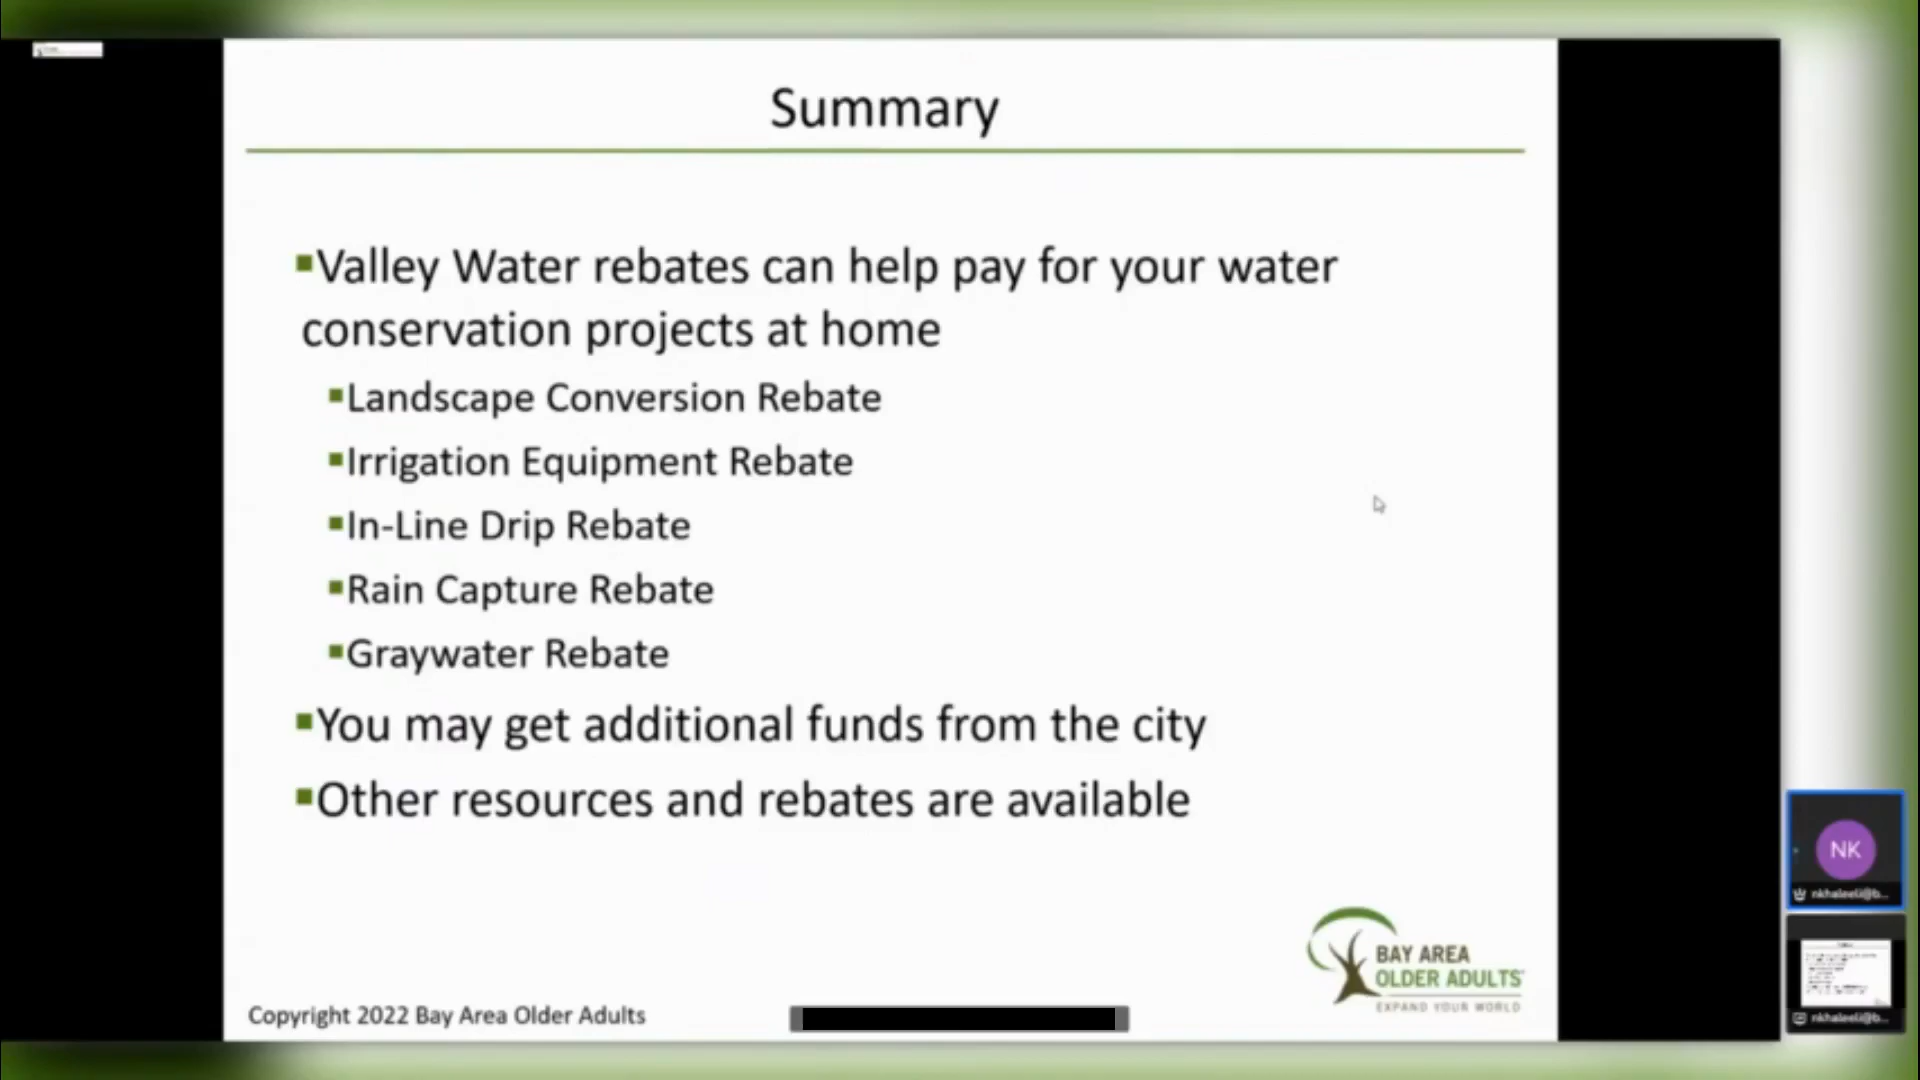 Summary
▪Valley Water rebates can help pay for your water
conservation projects at home
▪Landscape Conversion Rebate
▪Irrigation Equipment Rebate
▪In-Line Drip Rebate
▪Rain Capture Rebate
▪Graywater Rebate
▪You may get additional funds from the city
▪Other resources and rebates are available
BAY AREA
OLDER ADULTS
EXPAND YOUR WORLD
Copyright 2022 Bay Area Older Adults
NK
nkhaleeli@b...
nkhaleeli@b...